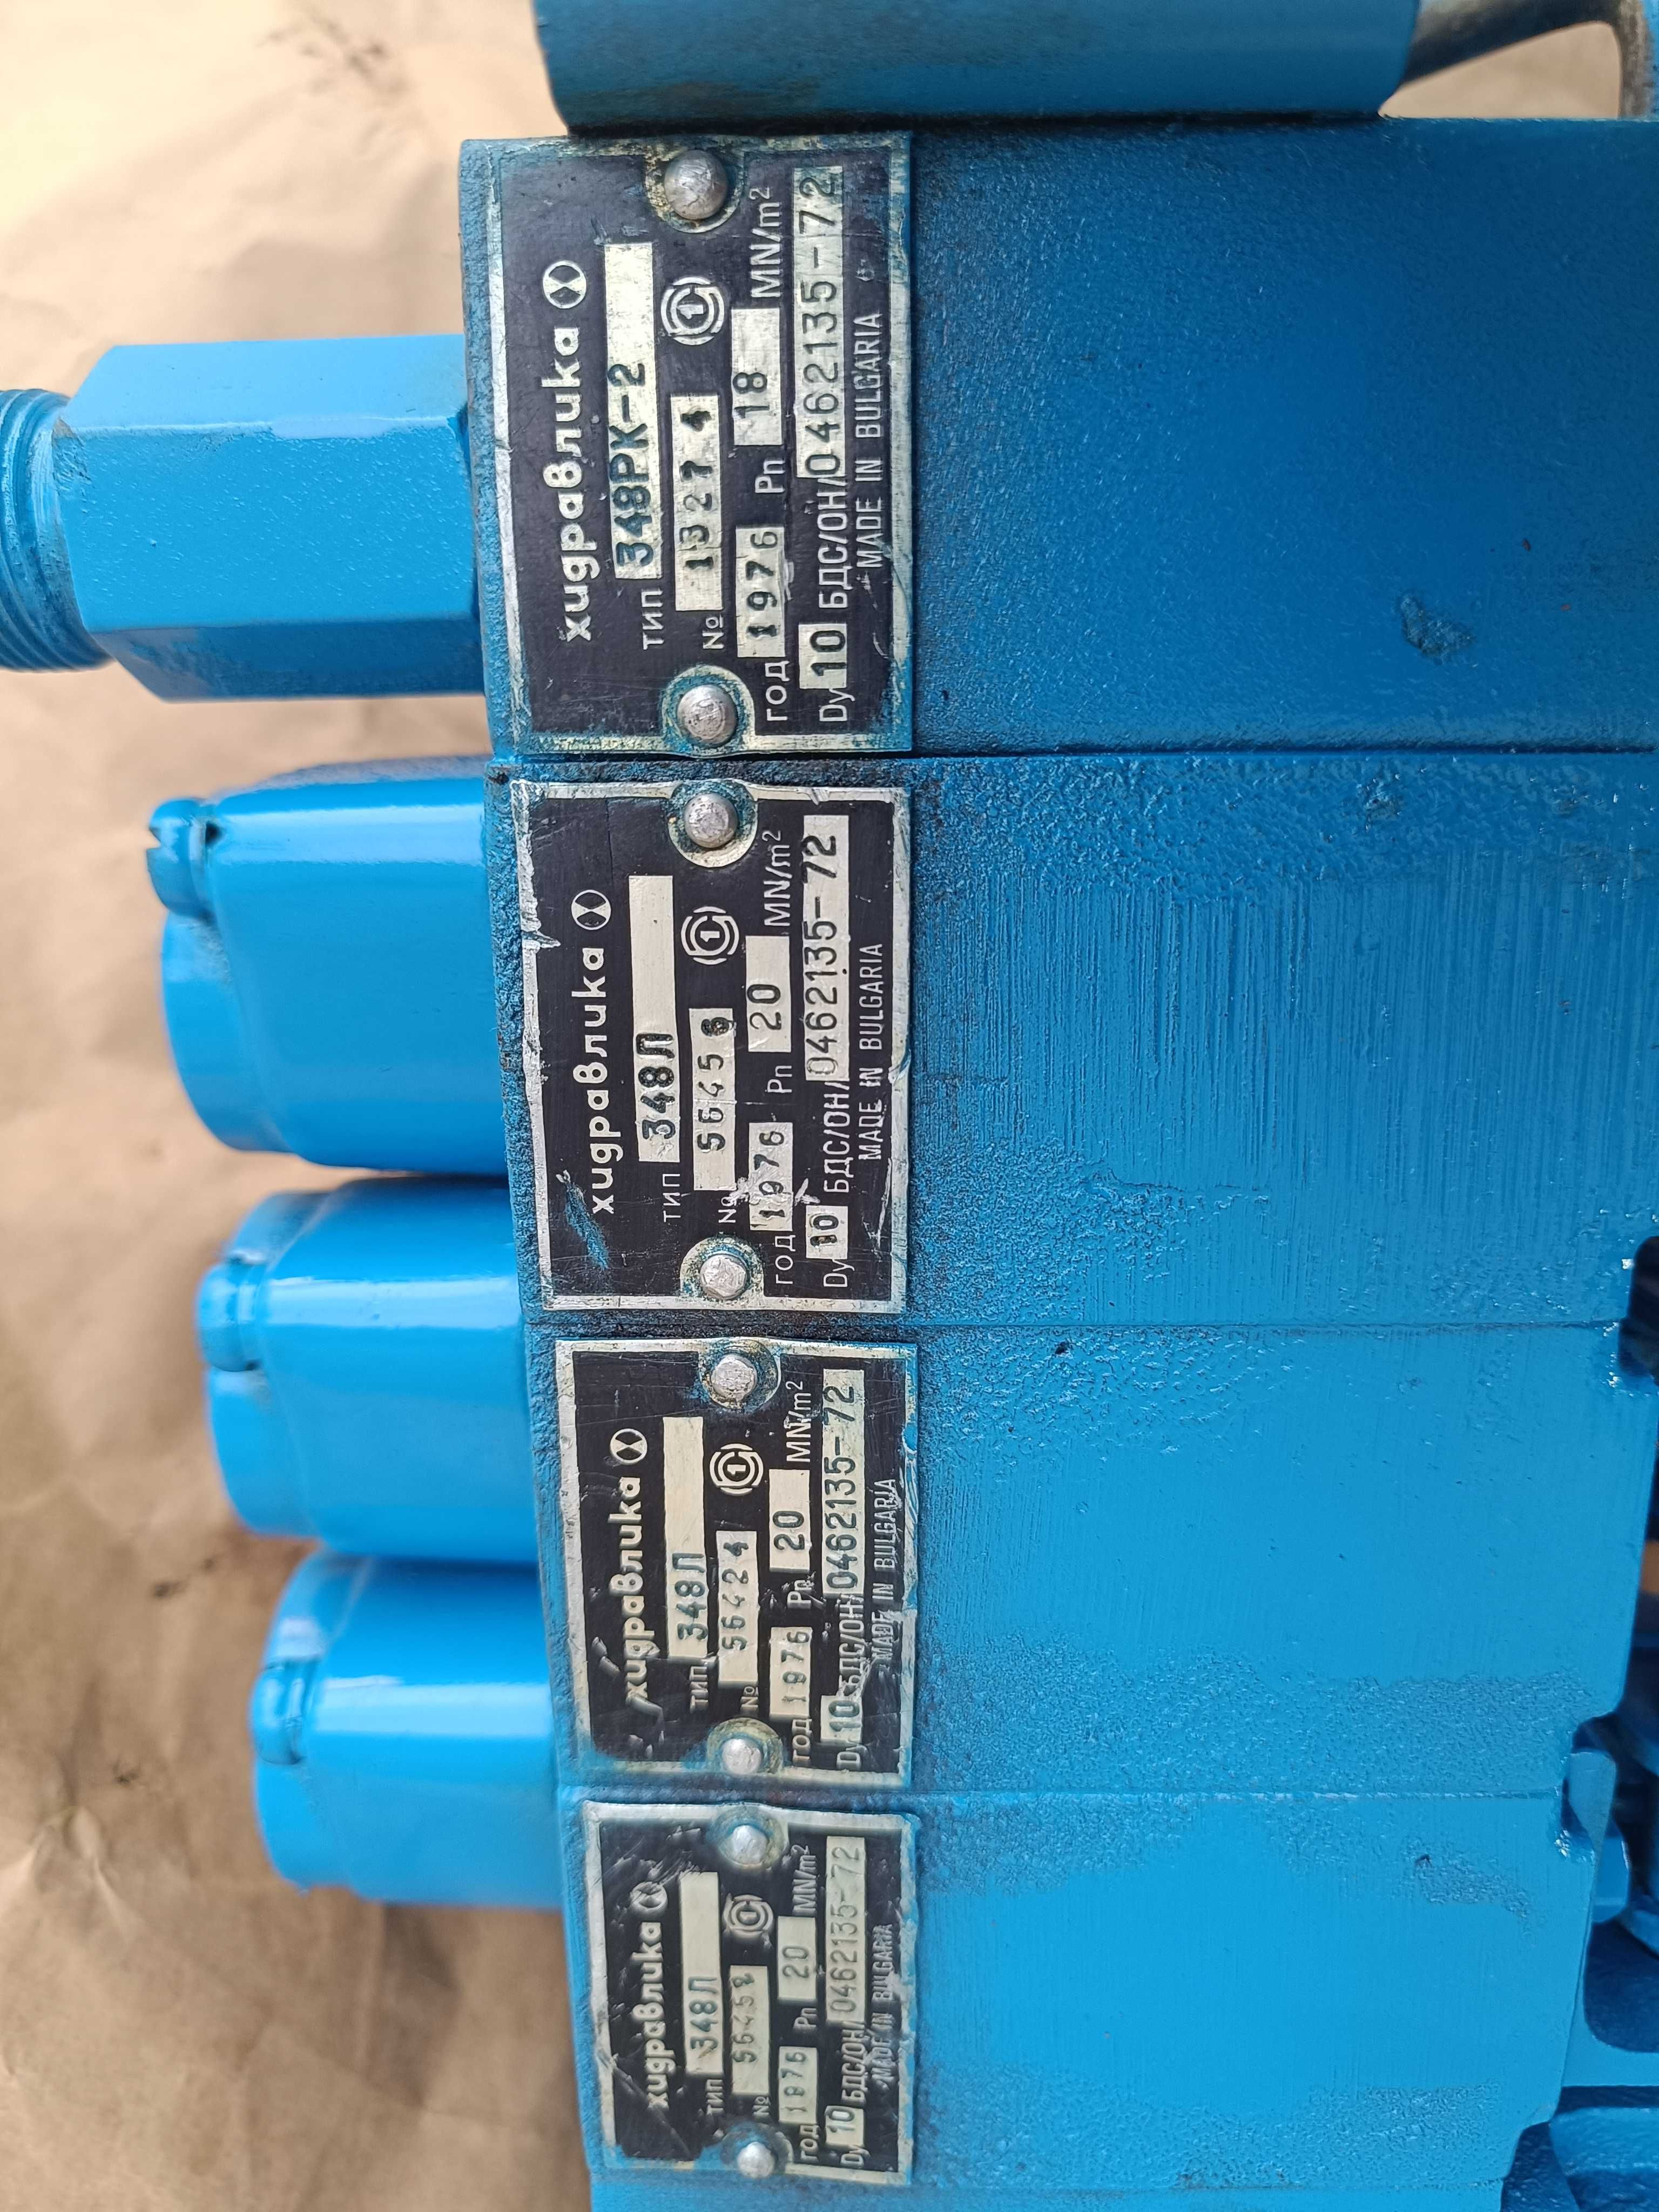 хидравлика
ТИП 348РК-2
№ 13274
ГОД 1976 Pn 18 MN/m²
Dy 10 БДС/ОН/0462135-72
MADE IN BULGARIA
хидравлика
ТИП 348Л
№ 56456
ГОД 1976 Pn 20 MN/m²
Dy 10 БДС/ОН/0462135-72
MADE IN BULGARIA
хидравлика
ТИП 348Л
№ 56424
ГОД 1976 Pn 20 MN/m²
Dy 10 БДС/ОН/0462135-72
MADE IN BULGARIA
хидравлика
ТИП 348Л
№ 56452
ГОД 1976 Pn 20 MN/m²
Dy 10 БДС/ОН/0462135-72
MADE IN BULGARIA